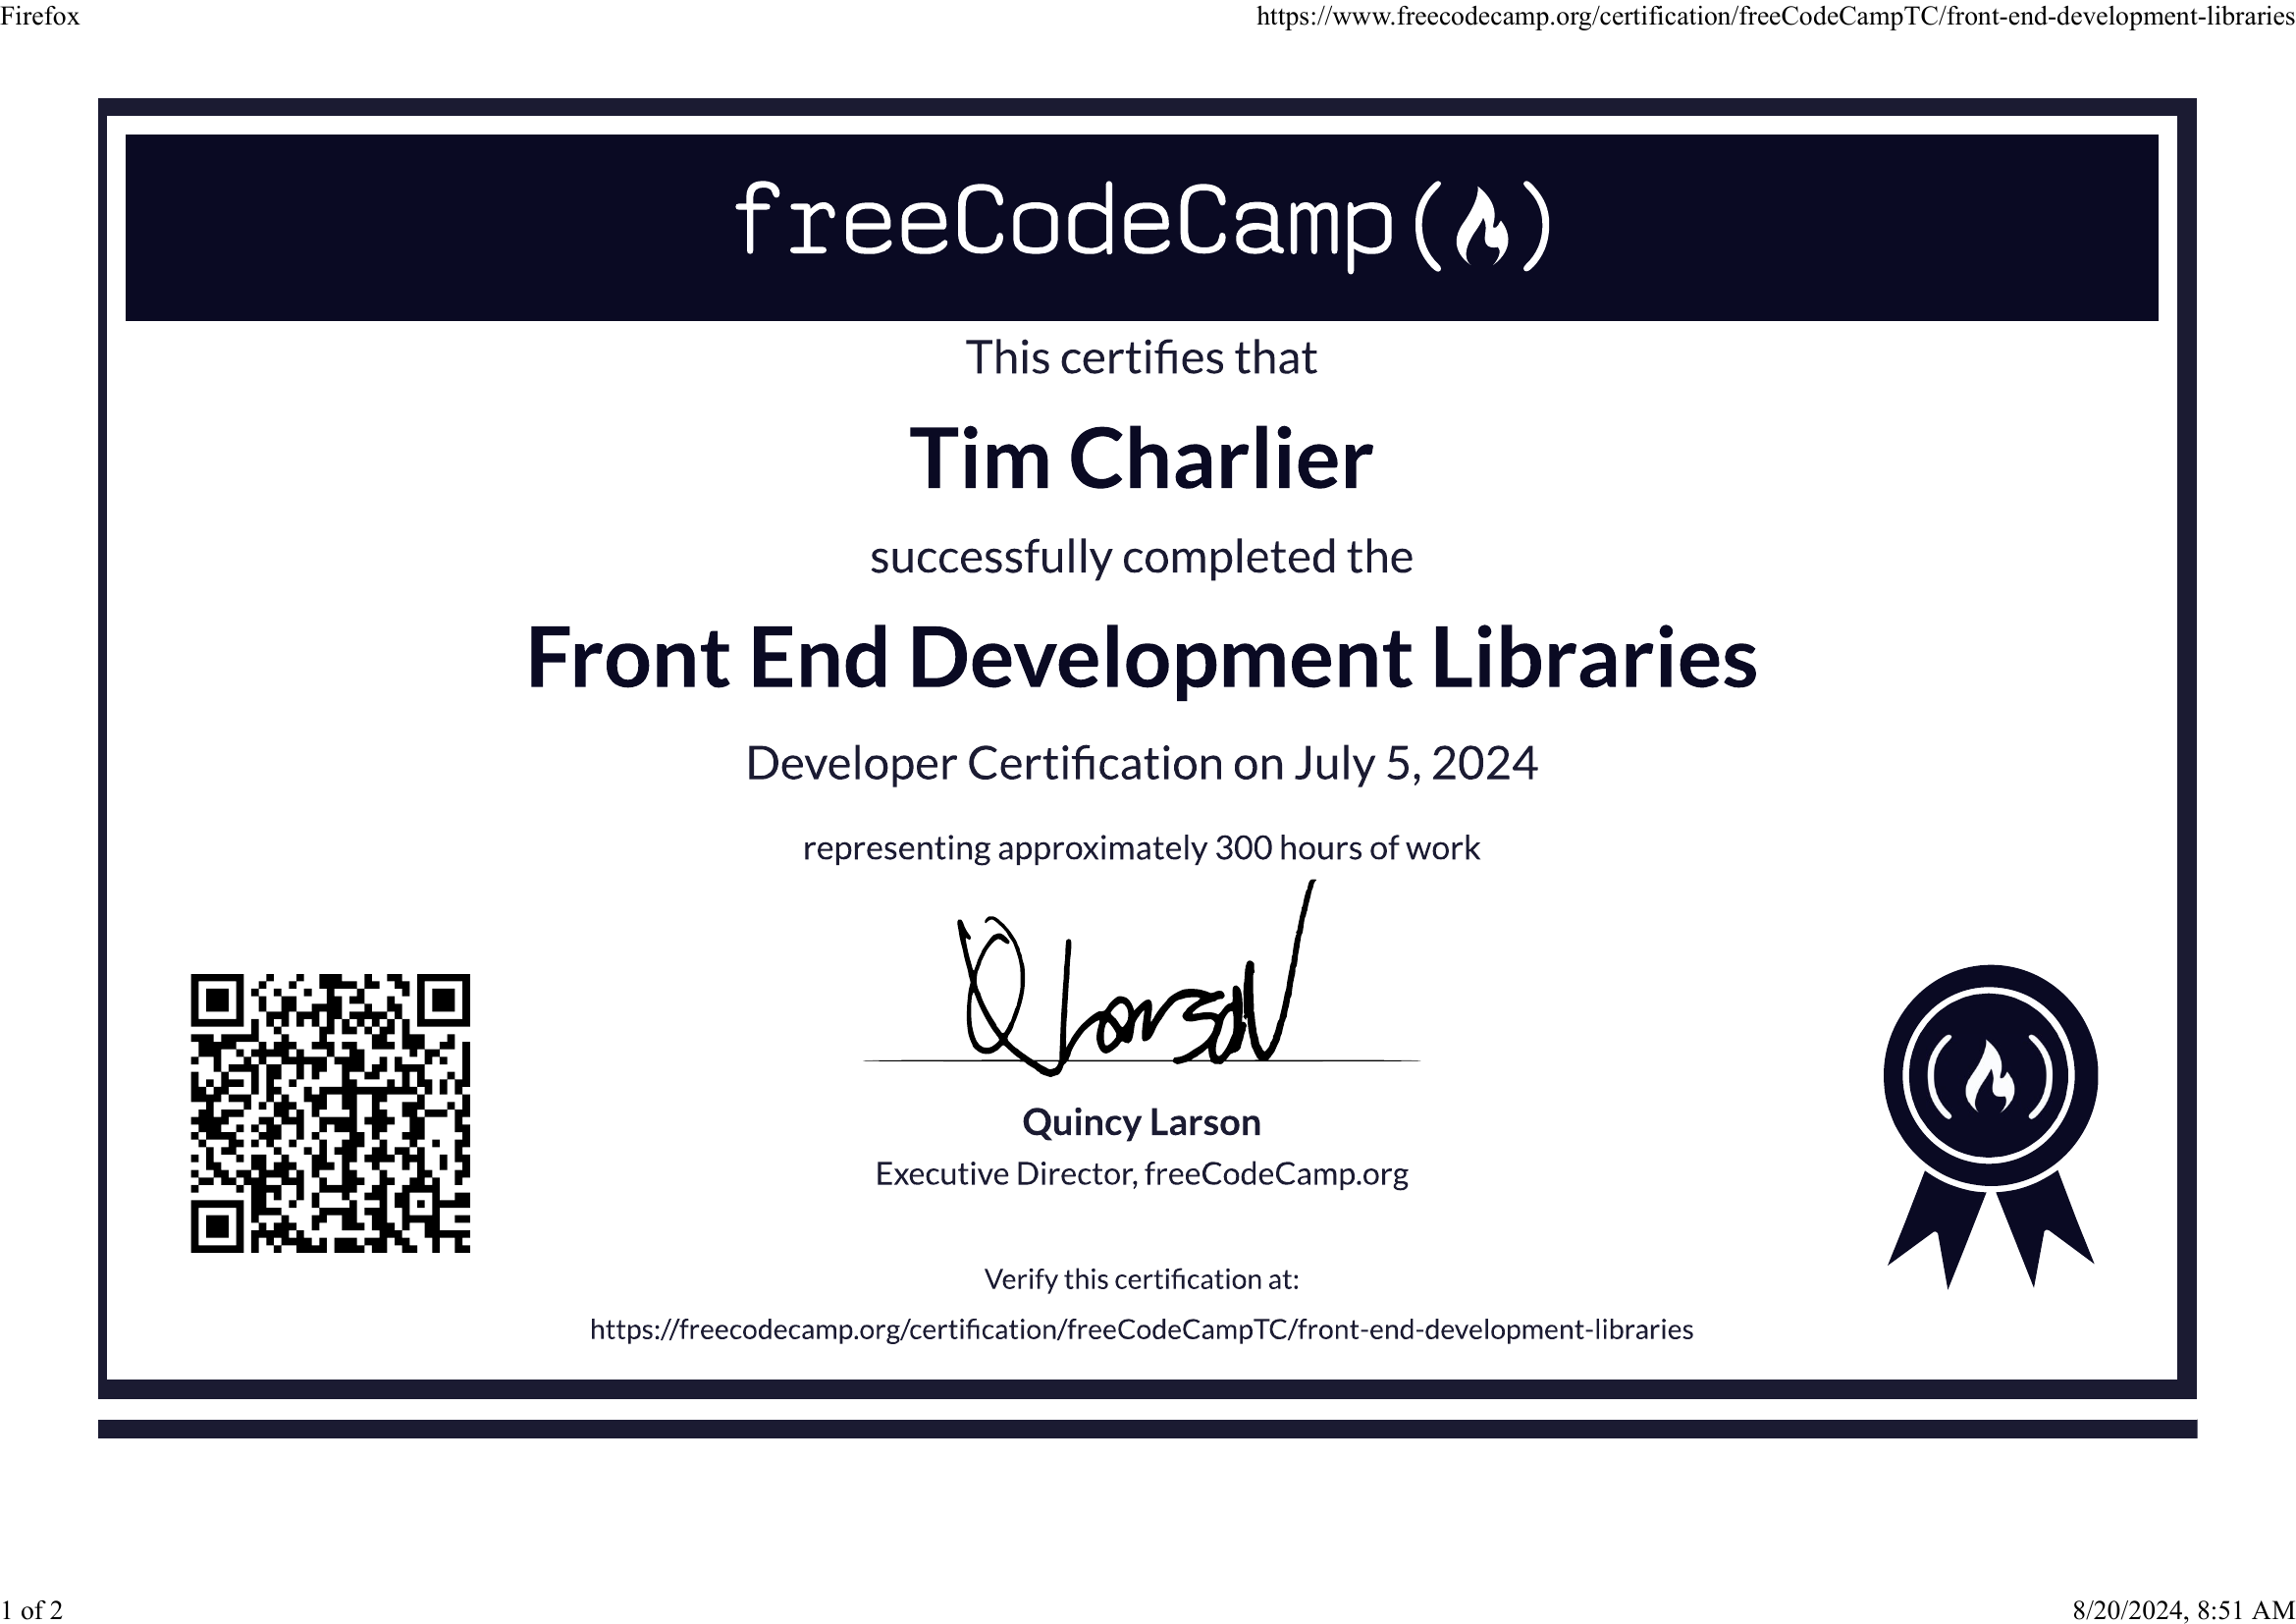 Firefox
https://www.freecodecamp.org/certification/freeCodeCampTC/front-end-development-libraries
freeCodeCamp
This certifies that
Tim Charlier
successfully completed the
Front End Development Libraries
Developer Certification on July 5, 2024
representing approximately 300 hours of work
QLarson
Quincy Larson
Executive Director, freeCodeCamp.org
Verify this certification at:
https://freecodecamp.org/certification/freeCodeCampTC/front-end-development-libraries
1 of 2
8/20/2024, 8:51 AM